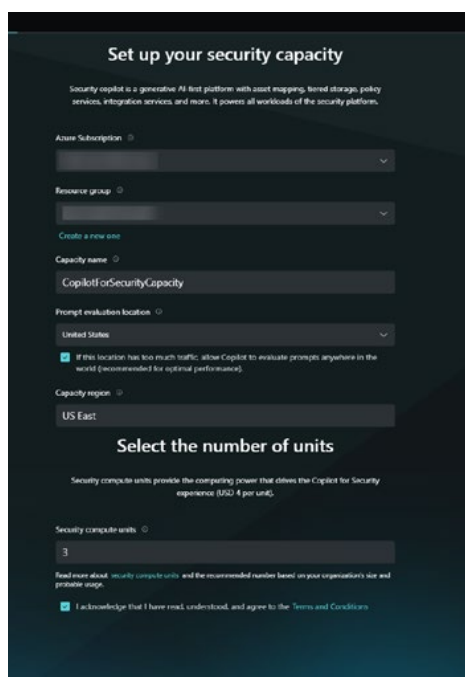 Set up your security capacity
Security copilot is a generative AI-first platform with asset mapping, tiered storage, policy
services, integration services, and more. It powers all workloads of the security platform.
Azure Subscription
Resource group
Create a new one
Capacity name
CopilotForSecurityCapacity
Prompt evaluation location
United States
If this location has too much traffic, allow Copilot to evaluate prompts anywhere in the
world (recommended for optimal performance).
Capacity region
US East
Select the number of units
Security compute units provide the computing power that drives the Copilot for Security
experience (USD 4 per unit).
Security compute units
3
Read more about security compute units and the recommended number based on your organization's size and
probable usage.
I acknowledge that I have read, understood, and agree to the Terms and Conditions